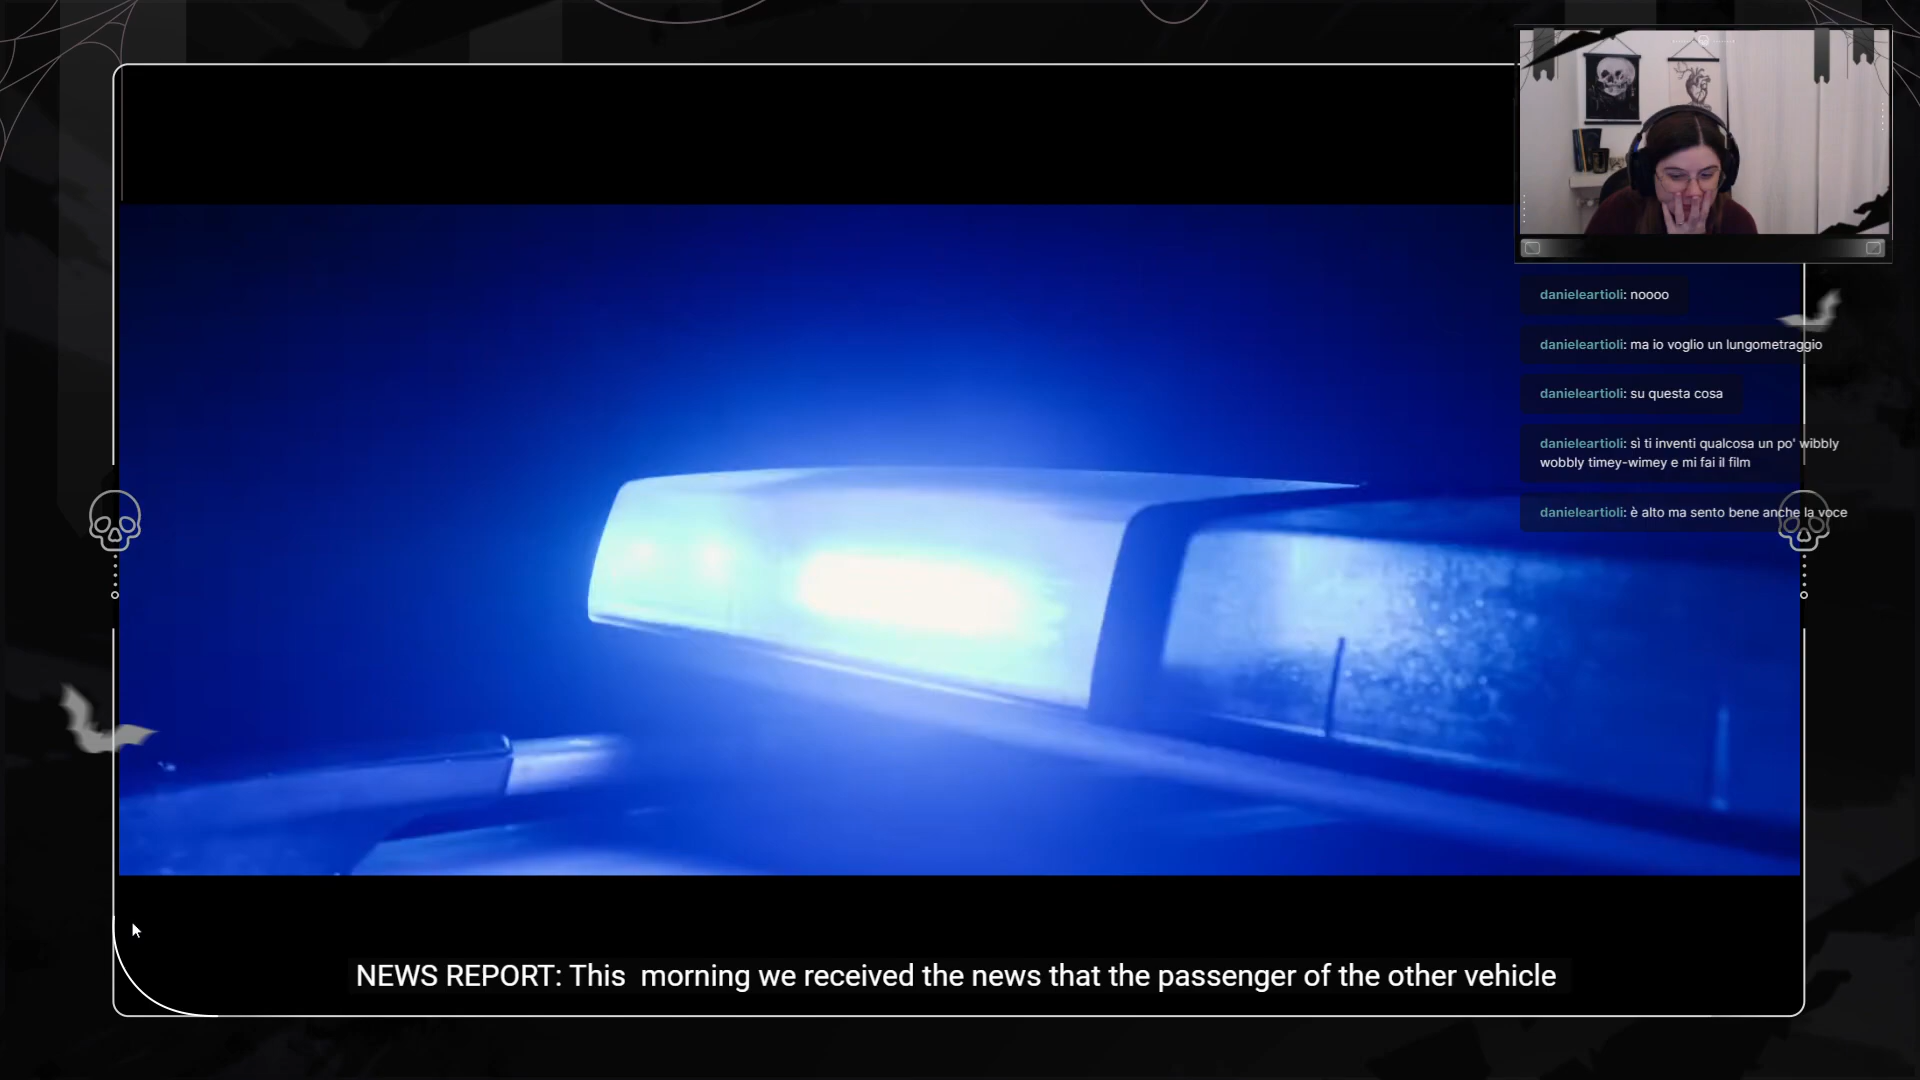 danieleartioli: noooo
danieleartioli: ma io voglio un lungometraggio
danieleartioli: su questa cosa
danieleartioli: sì ti inventi qualcosa un po' wibbly
wobbly timey-wimey e mi fai il film
danieleartioli: è alto ma sento bene anche la voce
NEWS REPORT: This  morning we received the news that the passenger of the other vehicle